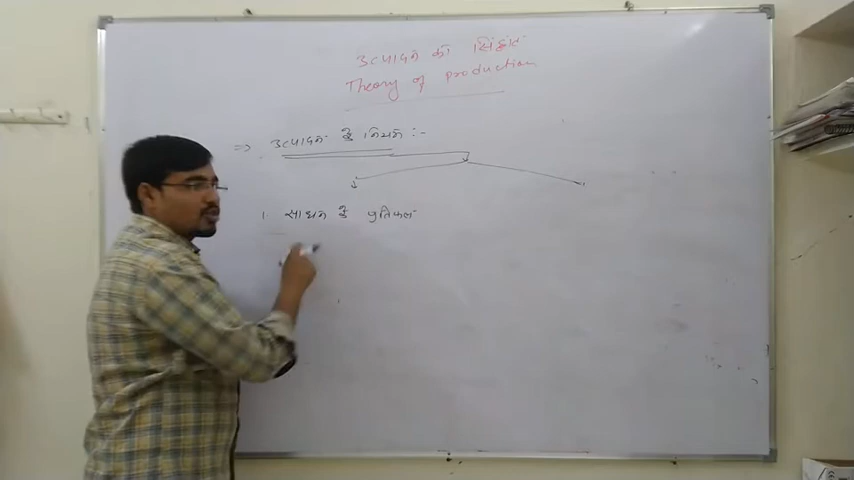 उत्पादन का सिद्धांत
Theory of production
=> उत्पादन के नियम :-
1. साधन के प्रतिफल